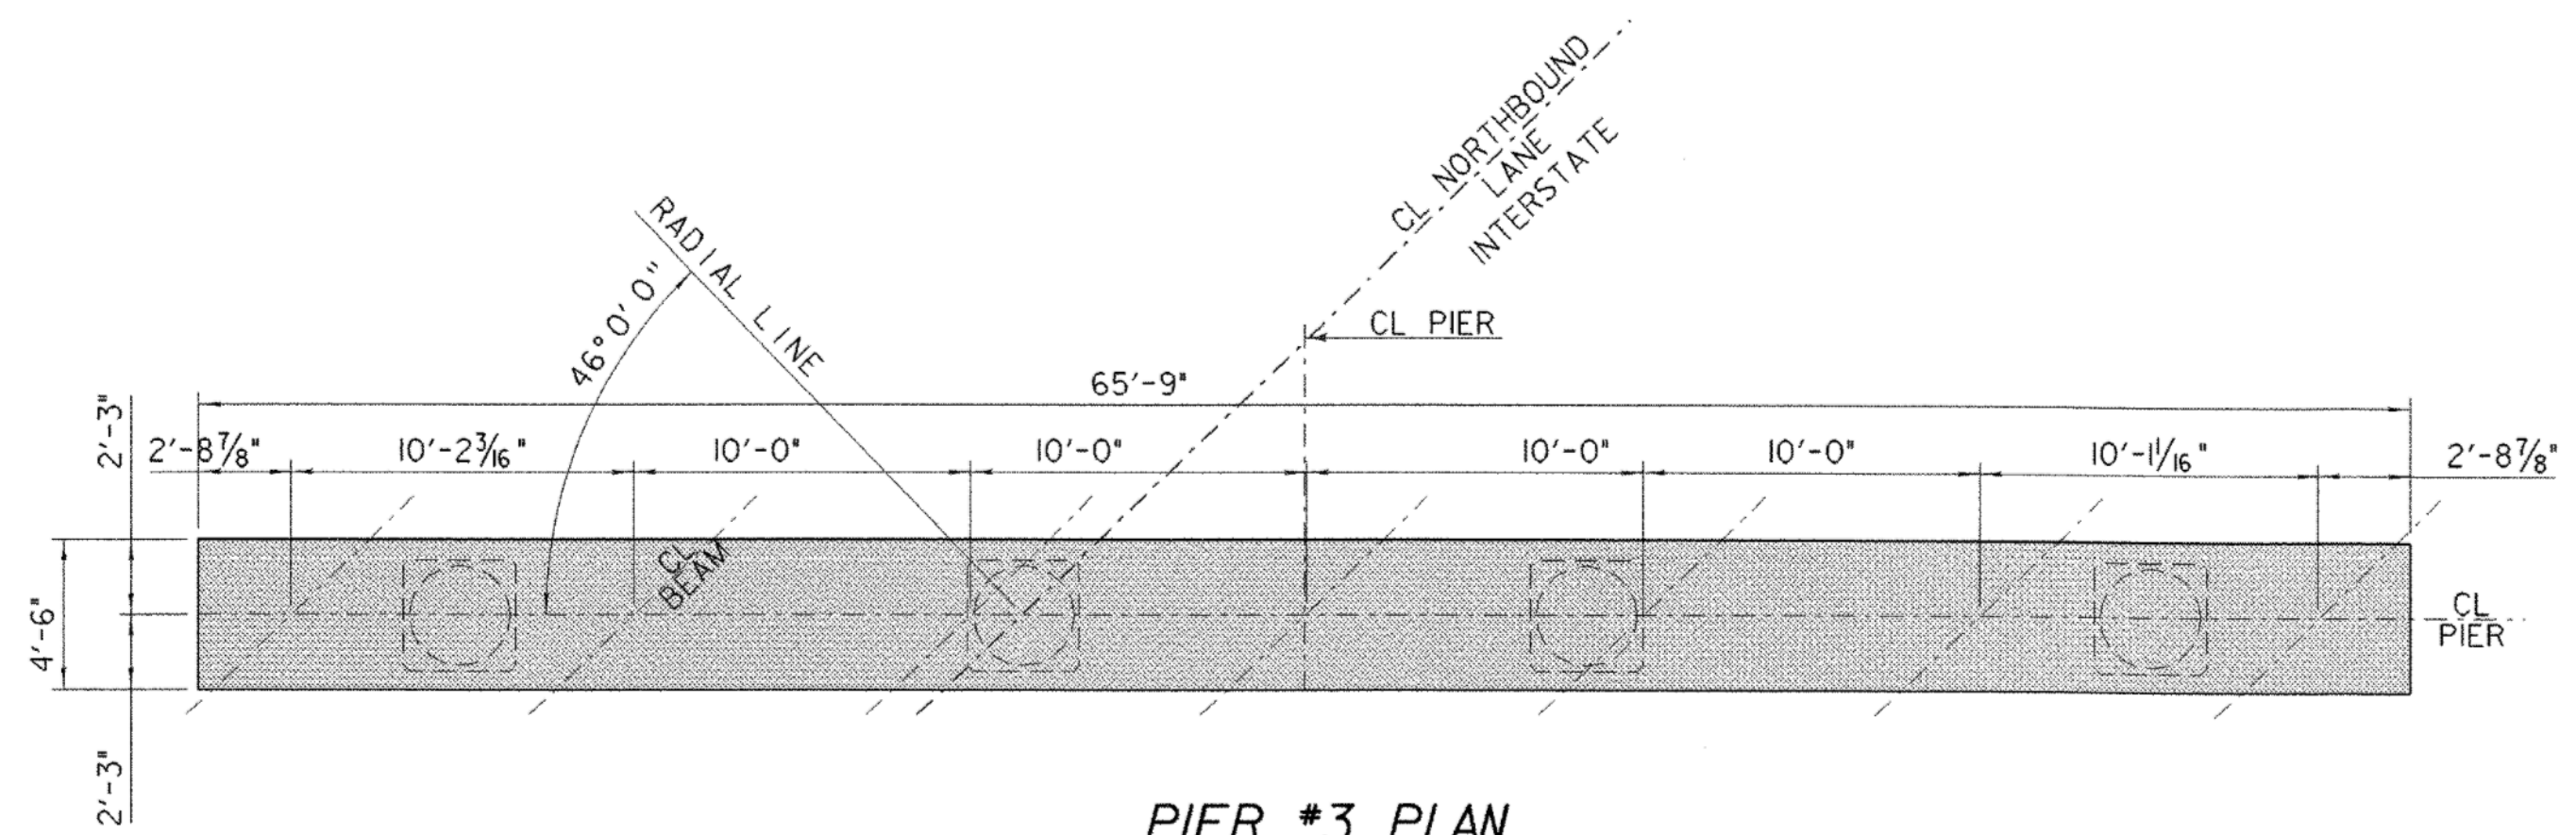 CL NORTHBOUND
LANE
INTERSTATE
RADIAL LINE
46°0'0"
CL PIER
65'-9"
2'-3"
2'-8⅞"
10'-2³⁄₁₆"
10'-0"
10'-0"
10'-0"
10'-0"
10'-1¹⁄₁₆"
2'-8⅞"
CL
BEAM
4'-6"
CL
PIER
2'-3"
PIER #3 PLAN